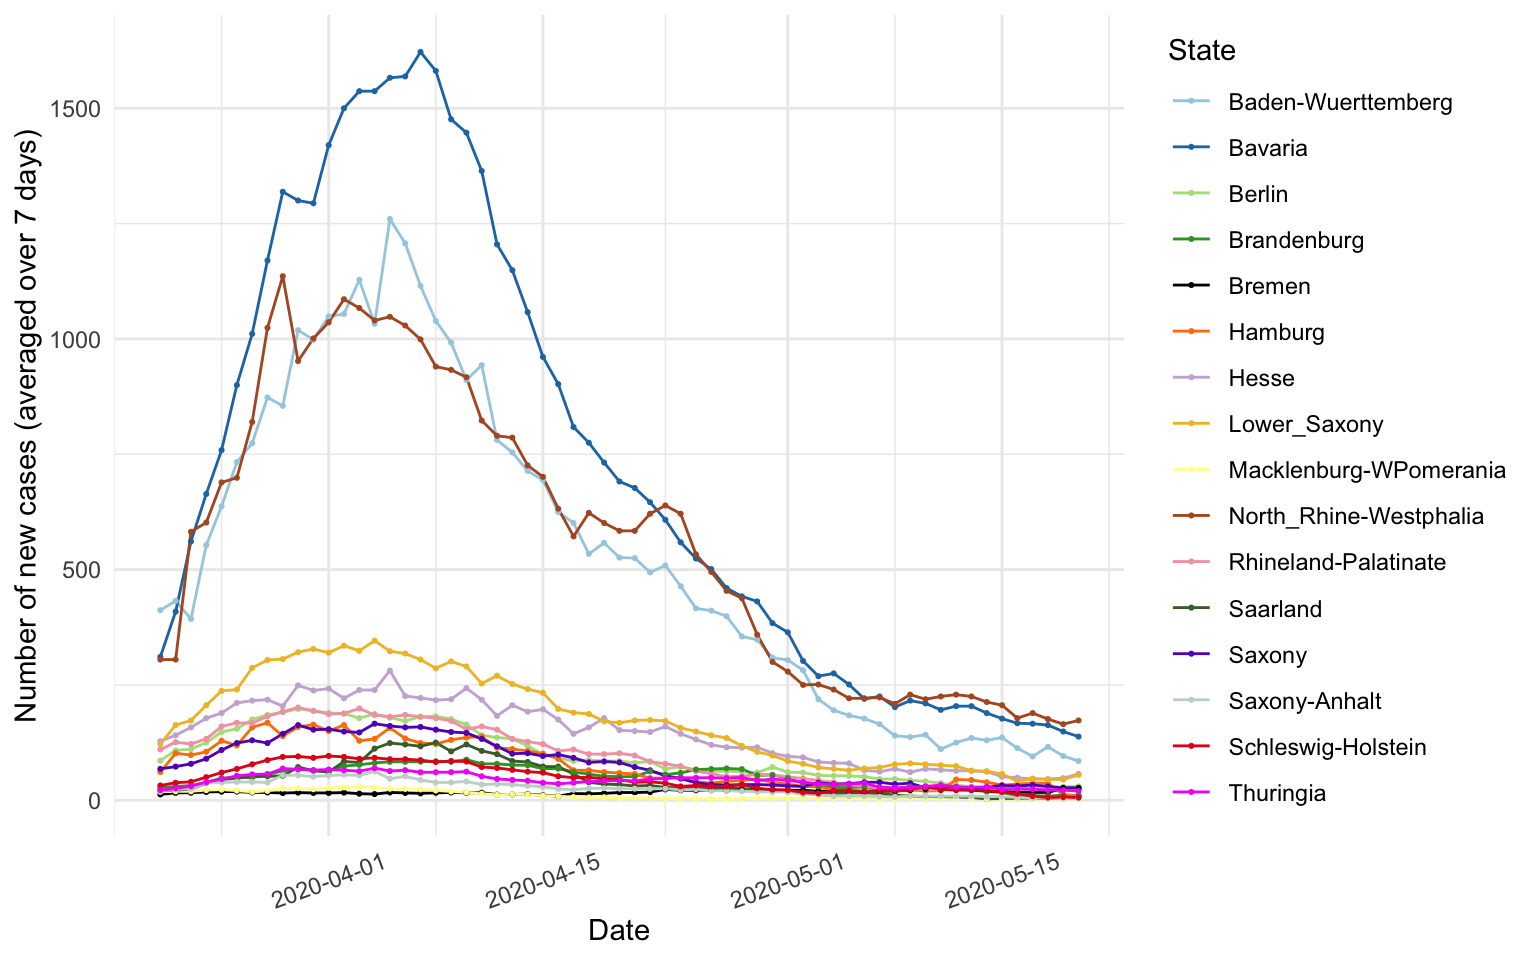 Number of new cases (averaged over 7 days)
1500
1000
500
0
2020-04-01
2020-04-15
2020-05-01
2020-05-15
Date
State
Baden-Wuerttemberg
Bavaria
Berlin
Brandenburg
Bremen
Hamburg
Hesse
Lower_Saxony
Macklenburg-WPomerania
North_Rhine-Westphalia
Rhineland-Palatinate
Saarland
Saxony
Saxony-Anhalt
Schleswig-Holstein
Thuringia